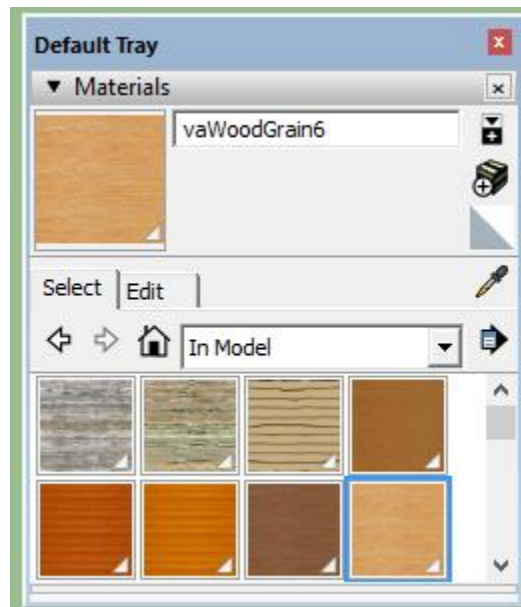 Default Tray
Materials
vaWoodGrain6
Select
Edit
In Model